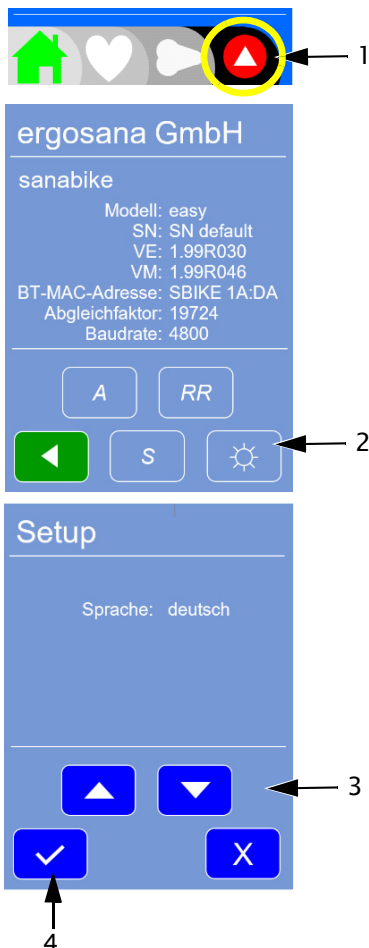 1
ergosana GmbH
sanabike
Modell: easy
SN: SN default
VE: 1.99R030
VM: 1.99R046
BT-MAC-Adresse: SBIKE 1A:DA
Abgleichfaktor: 19724
Baudrate: 4800
A RR
2
S
Setup
Sprache: deutsch
3
X
4